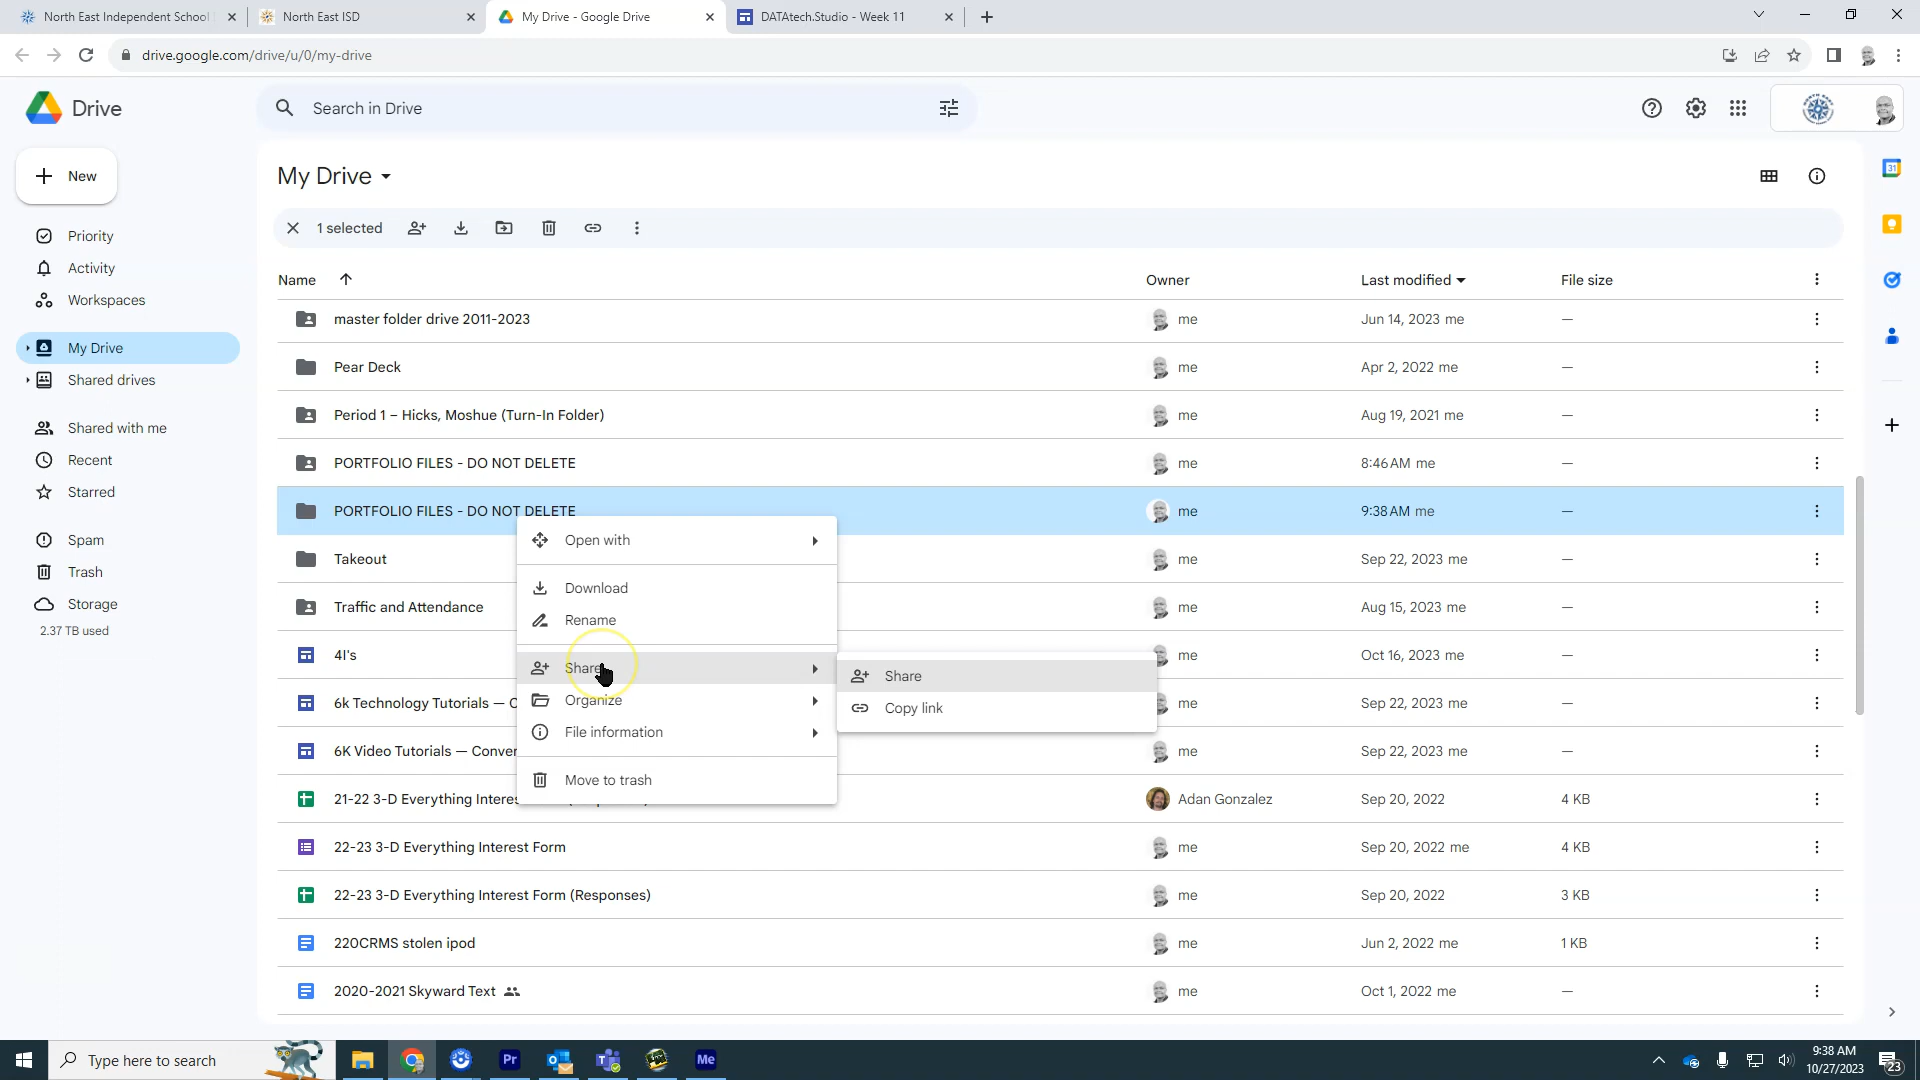 North East Independent School
North East ISD
My Drive - Google Drive
DATAtech.Studio - Week 11
drive.google.com/drive/u/0/my-drive
Drive
Search in Drive
New
My Drive
1 selected
Priority
Activity
Workspaces
My Drive
Shared drives
Shared with me
Recent
Starred
Spam
Trash
Storage
2.37 TB used
Name Owner Last modified File size
master folder drive 2011-2023 me Jun 14, 2023 me —
Pear Deck me Apr 2, 2022 me —
Period 1 – Hicks, Moshue (Turn-In Folder) me Aug 19, 2021 me —
PORTFOLIO FILES - DO NOT DELETE me 8:46 AM me —
PORTFOLIO FILES - DO NOT DELETE me 9:38 AM me —
Takeout me Sep 22, 2023 me —
Traffic and Attendance me Aug 15, 2023 me —
4I's me Oct 16, 2023 me —
6k Technology Tutorials — C me Sep 22, 2023 me —
6K Video Tutorials — Conver me Sep 22, 2023 me —
21-22 3-D Everything Interes Adan Gonzalez Sep 20, 2022 4 KB
22-23 3-D Everything Interest Form me Sep 20, 2022 me 4 KB
22-23 3-D Everything Interest Form (Responses) me Sep 20, 2022 3 KB
220CRMS stolen ipod me Jun 2, 2022 me 1 KB
2020-2021 Skyward Text me Oct 1, 2022 me —
Open with
Download
Rename
Share
Organize
File information
Move to trash
Share
Copy link
31
Type here to search
Pr
Me
9:38 AM
10/27/2023
23